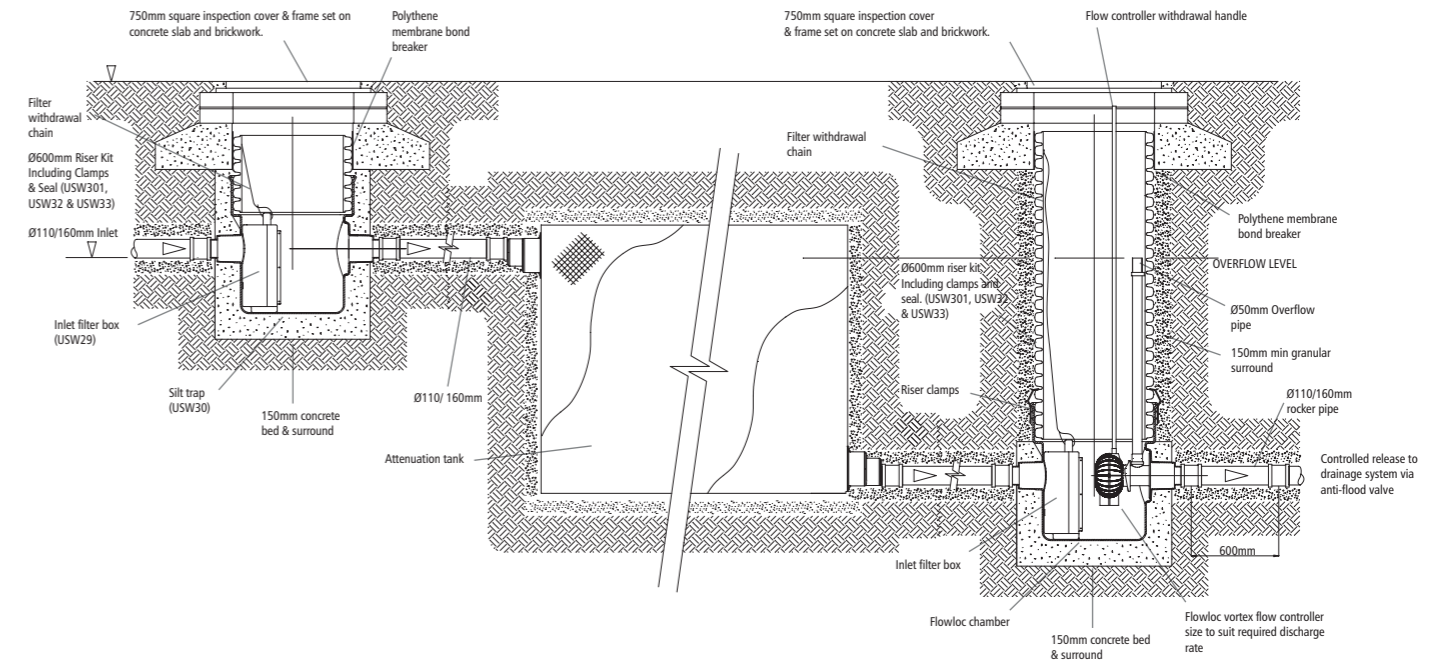 750mm square inspection cover & frame set on
concrete slab and brickwork.
Polythene
membrane bond
breaker
Filter
withdrawal
chain
Ø600mm Riser Kit
Including Clamps
& Seal (USW301,
USW32 & USW33)
Ø110/160mm Inlet
Inlet filter box
(USW29)
Silt trap
(USW30)
150mm concrete
bed & surround
Ø110/ 160mm
Attenuation tank
750mm square inspection cover
& frame set on concrete slab and brickwork.
Flow controller withdrawal handle
Filter withdrawal
chain
Ø600mm riser kit
Including clamps and
seal. (USW301, USW32
& USW33)
Riser clamps
Polythene membrane
bond breaker
OVERFLOW LEVEL
Ø50mm Overflow
pipe
150mm min granular
surround
Ø110/160mm
rocker pipe
Controlled release to
drainage system via
anti-flood valve
600mm
Inlet filter box
Flowloc chamber
150mm concrete bed
& surround
Flowloc vortex flow controller
size to suit required discharge
rate